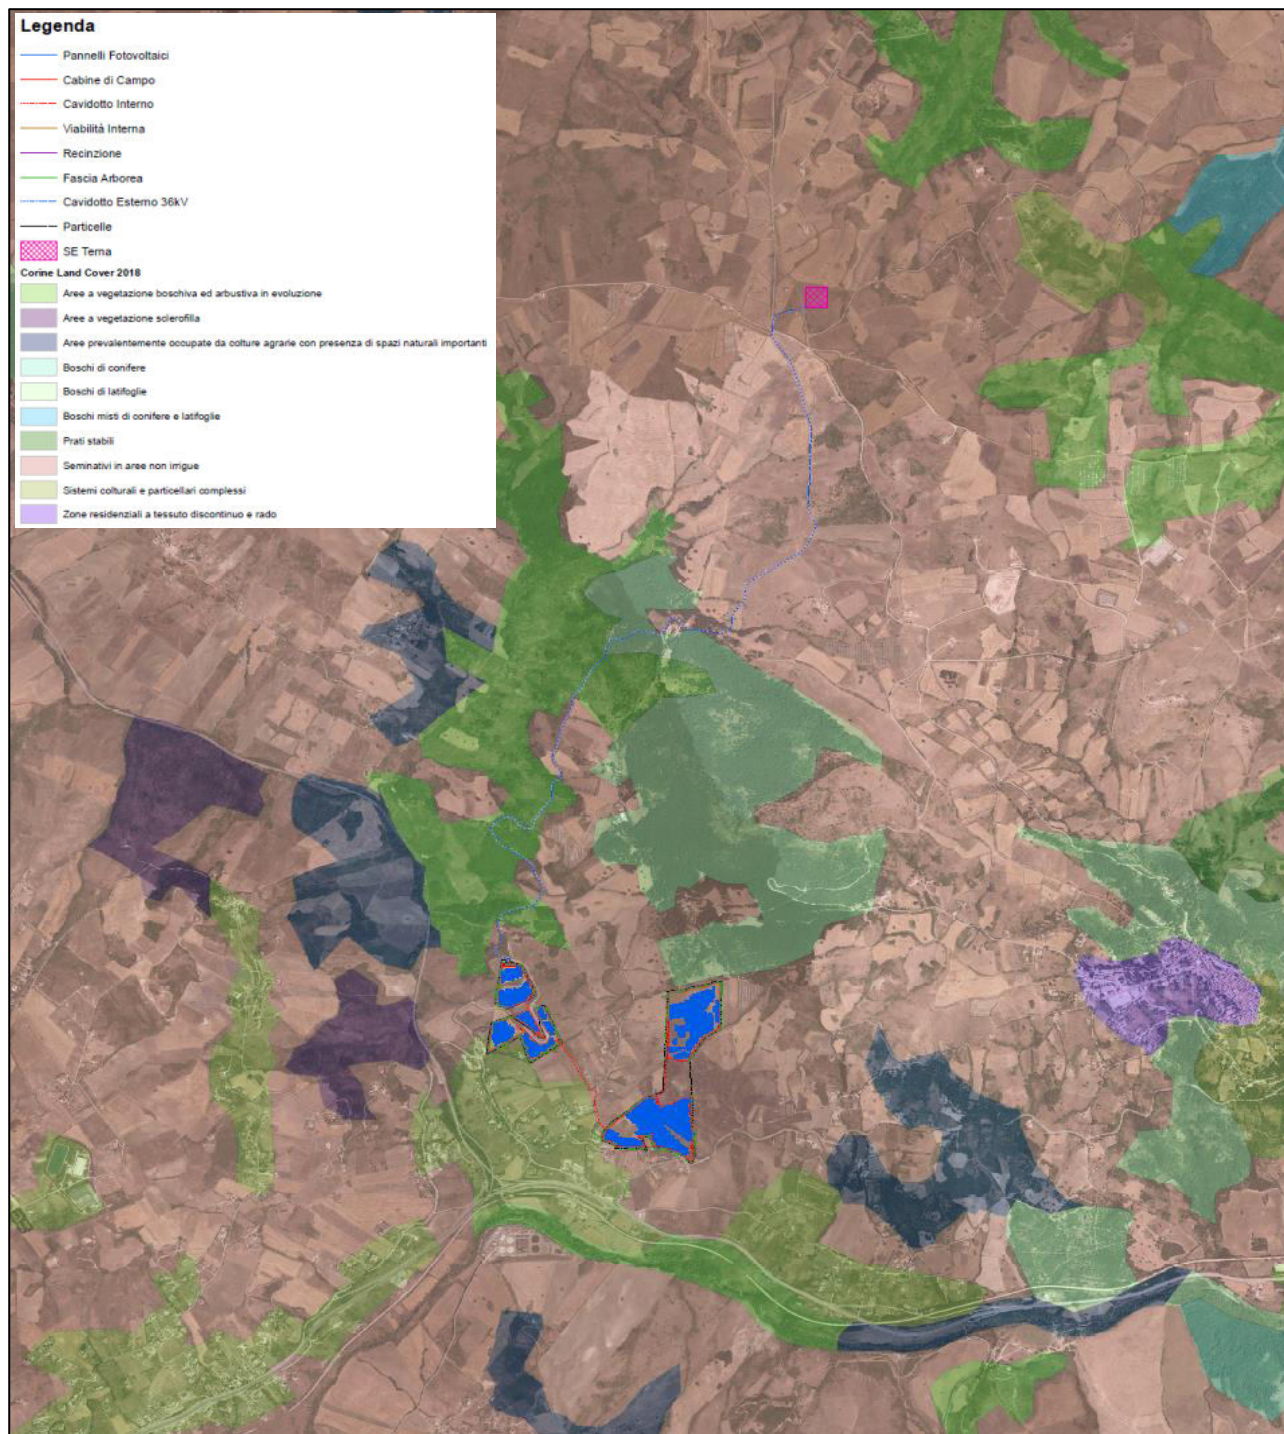 Legenda
Pannelli Fotovoltaici
Cabine di Campo
Cavidotto Interno
Viabilità Interna
Recinzione
Fascia Arborea
Cavidotto Esterno 36kV
Particelle
SE Terna
Corine Land Cover 2018
Aree a vegetazione boschiva ed arbustiva in evoluzione
Aree a vegetazione sclerofilla
Aree prevalentemente occupate da colture agrarie con presenza di spazi naturali importanti
Boschi di conifere
Boschi di latifoglie
Boschi misti di conifere e latifoglie
Prati stabili
Seminativi in aree non irrigue
Sistemi colturali e particellari complessi
Zone residenziali a tessuto discontinuo e rado